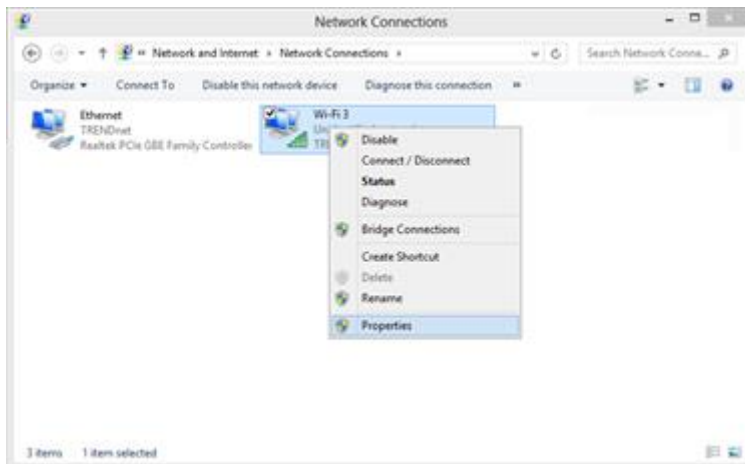 Network Connections
Network and Internet › Network Connections ›
Search Network Conne...
Organize
Connect To
Disable this network device
Diagnose this connection
»
Ethernet
TRENDnet
Realtek PCIe GBE Family Controller
Wi-Fi 3
Disable
Connect / Disconnect
Status
Diagnose
Bridge Connections
Create Shortcut
Delete
Rename
Properties
3 items 1 item selected